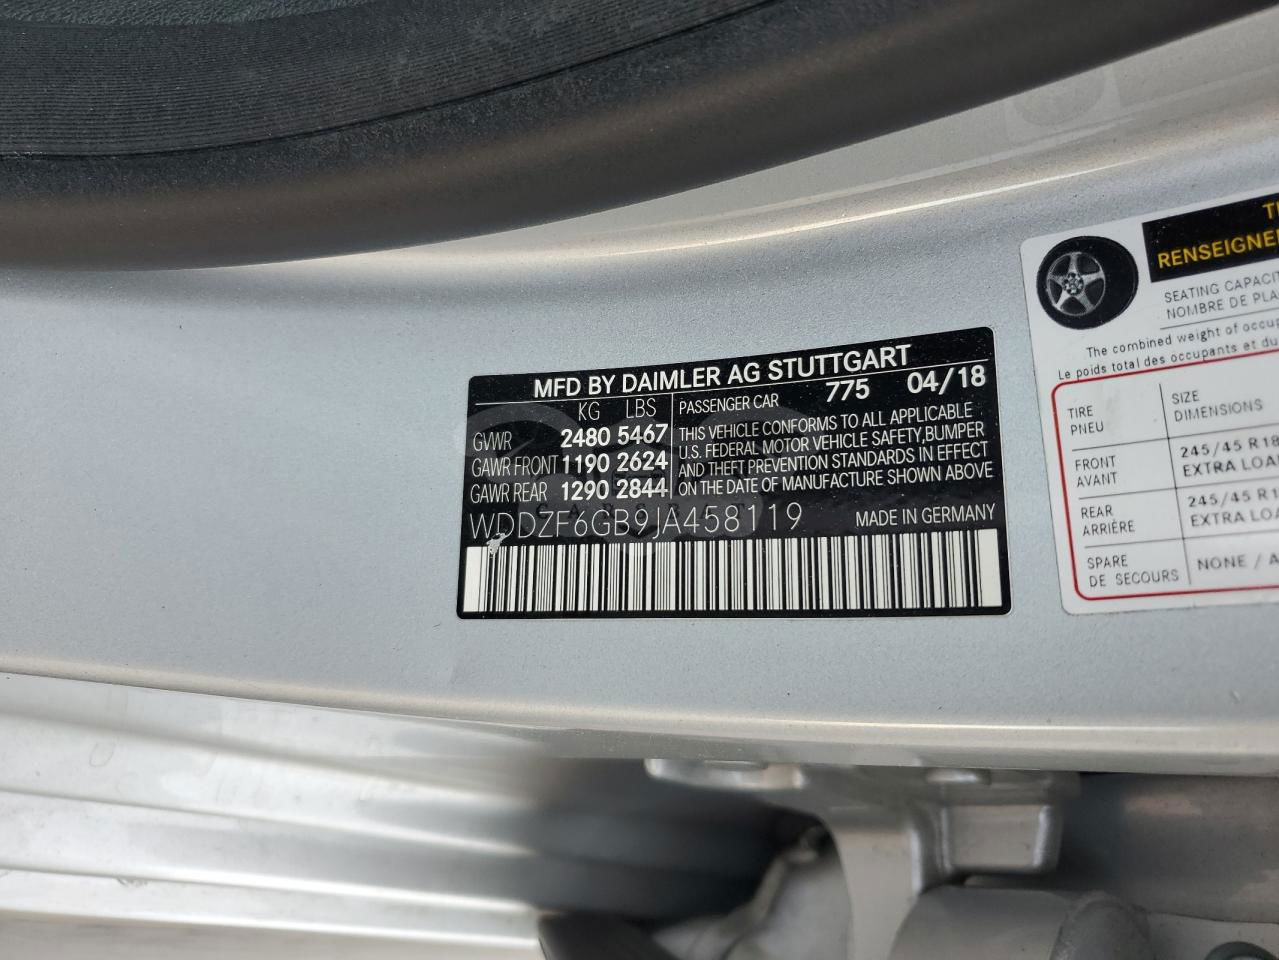 MFD BY DAIMLER AG STUTTGART
KG LBS
GVWR 2480 5467
GAWR FRONT 1190 2624
GAWR REAR 1290 2844
PASSENGER CAR 775 04/18
THIS VEHICLE CONFORMS TO ALL APPLICABLE
U.S. FEDERAL MOTOR VEHICLE SAFETY,BUMPER
AND THEFT PREVENTION STANDARDS IN EFFECT
ON THE DATE OF MANUFACTURE SHOWN ABOVE
WDDZF6GB9JA458119 MADE IN GERMANY
RENSEIGNE
SEATING
NOMBRE DE
The combined weight of
Le poids total des occupants et du
TIRE
PNEU
SIZE
DIMENSIONS
FRONT
AVANT
245/45 R18
EXTRA
REAR
ARRIÈRE
245/45
EXTRA
SPARE
DE SECOURS
NONE /